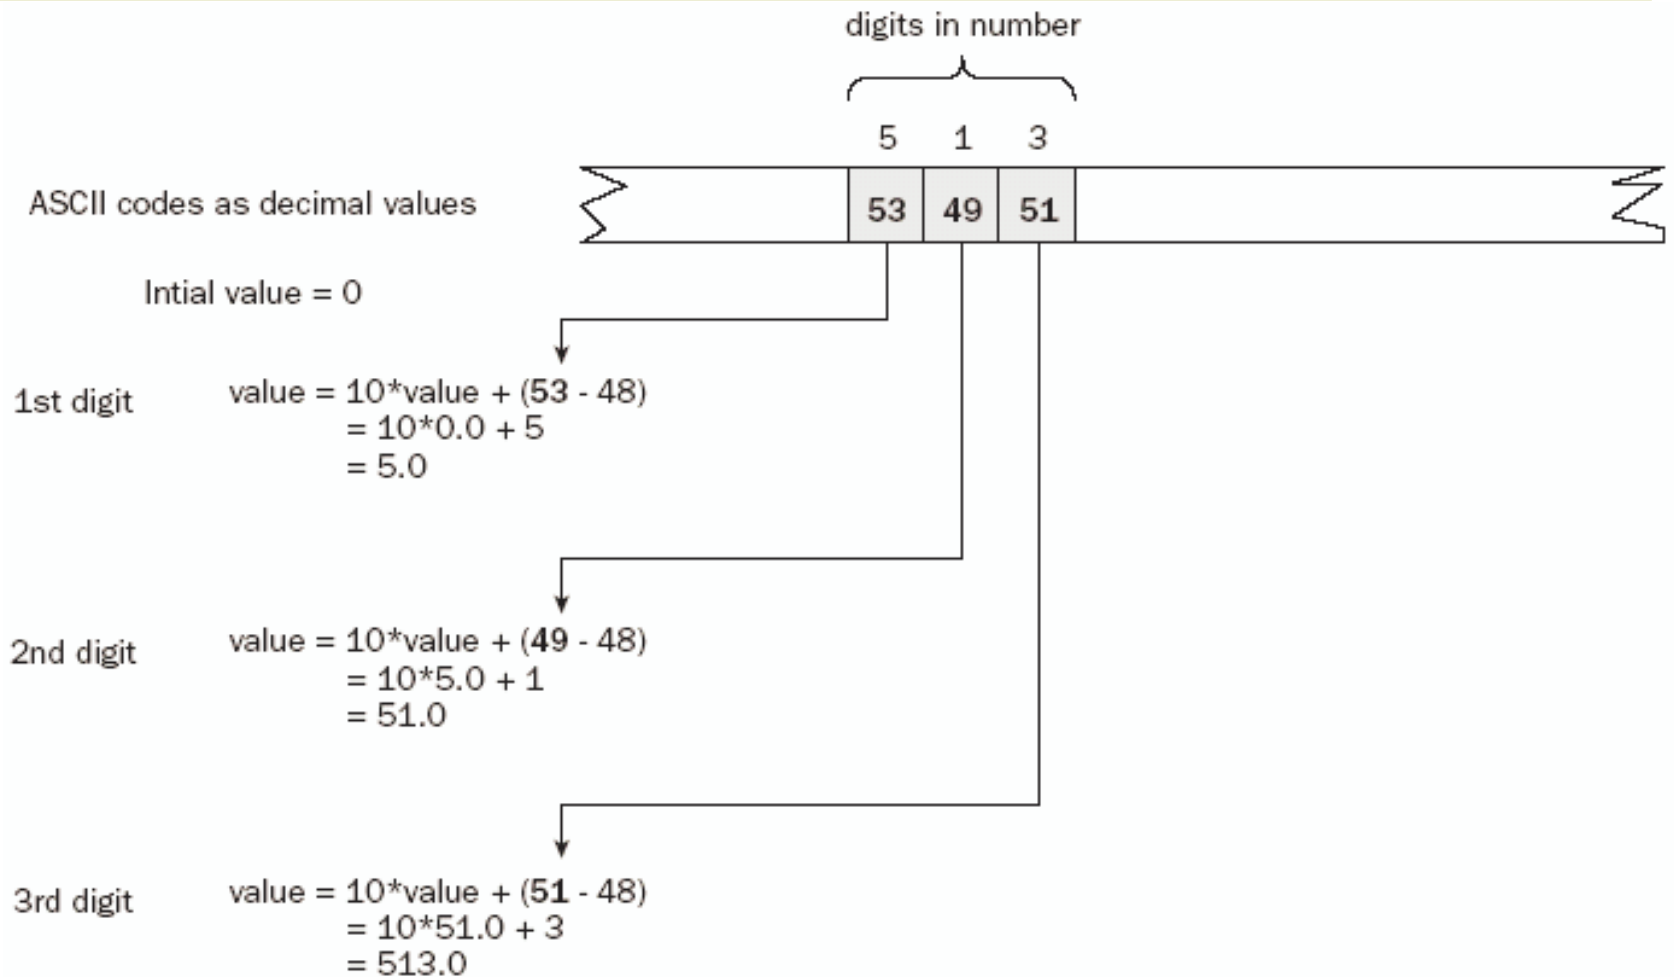 digits in number
5 1 3
ASCII codes as decimal values
53 49 51
Intial value = 0
1st digit
value = 10*value + (53 - 48)
= 10*0.0 + 5
= 5.0
2nd digit
value = 10*value + (49 - 48)
= 10*5.0 + 1
= 51.0
3rd digit
value = 10*value + (51 - 48)
= 10*51.0 + 3
= 513.0